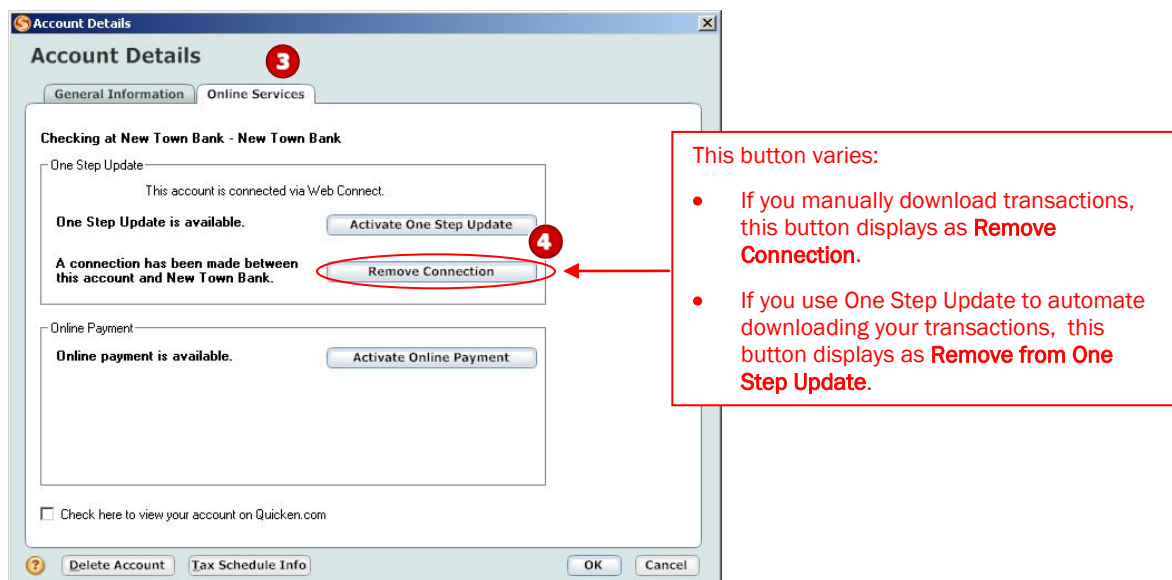 Account Details
Account Details
3
General Information
Online Services
Checking at New Town Bank - New Town Bank
One Step Update
This account is connected via Web Connect.
One Step Update is available.
Activate One Step Update
4
A connection has been made between
this account and New Town Bank.
Remove Connection
Online Payment
Online payment is available.
Activate Online Payment
Check here to view your account on Quicken.com
?
Delete Account
Tax Schedule Info
OK
Cancel
This button varies:
• If you manually download transactions,
this button displays as Remove
Connection.
• If you use One Step Update to automate
downloading your transactions, this
button displays as Remove from One
Step Update.